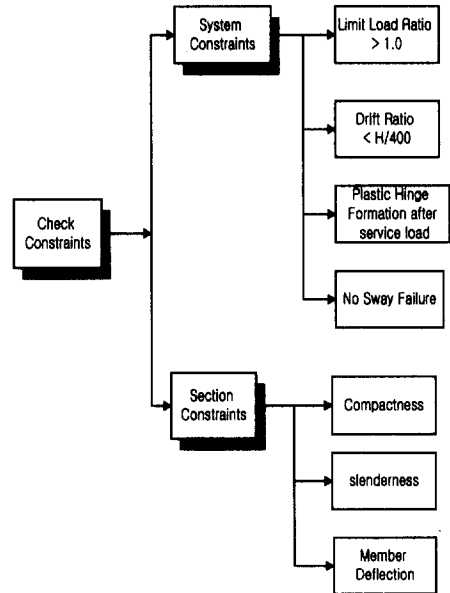 System
Constraints
Limit Load Ratio
> 1.0
Drift Ratio
< H/400
Plastic Hinge
Formation after
service load
No Sway Failure
Check
Constraints
Section
Constraints
Compactness
slenderness
Member
Deflection